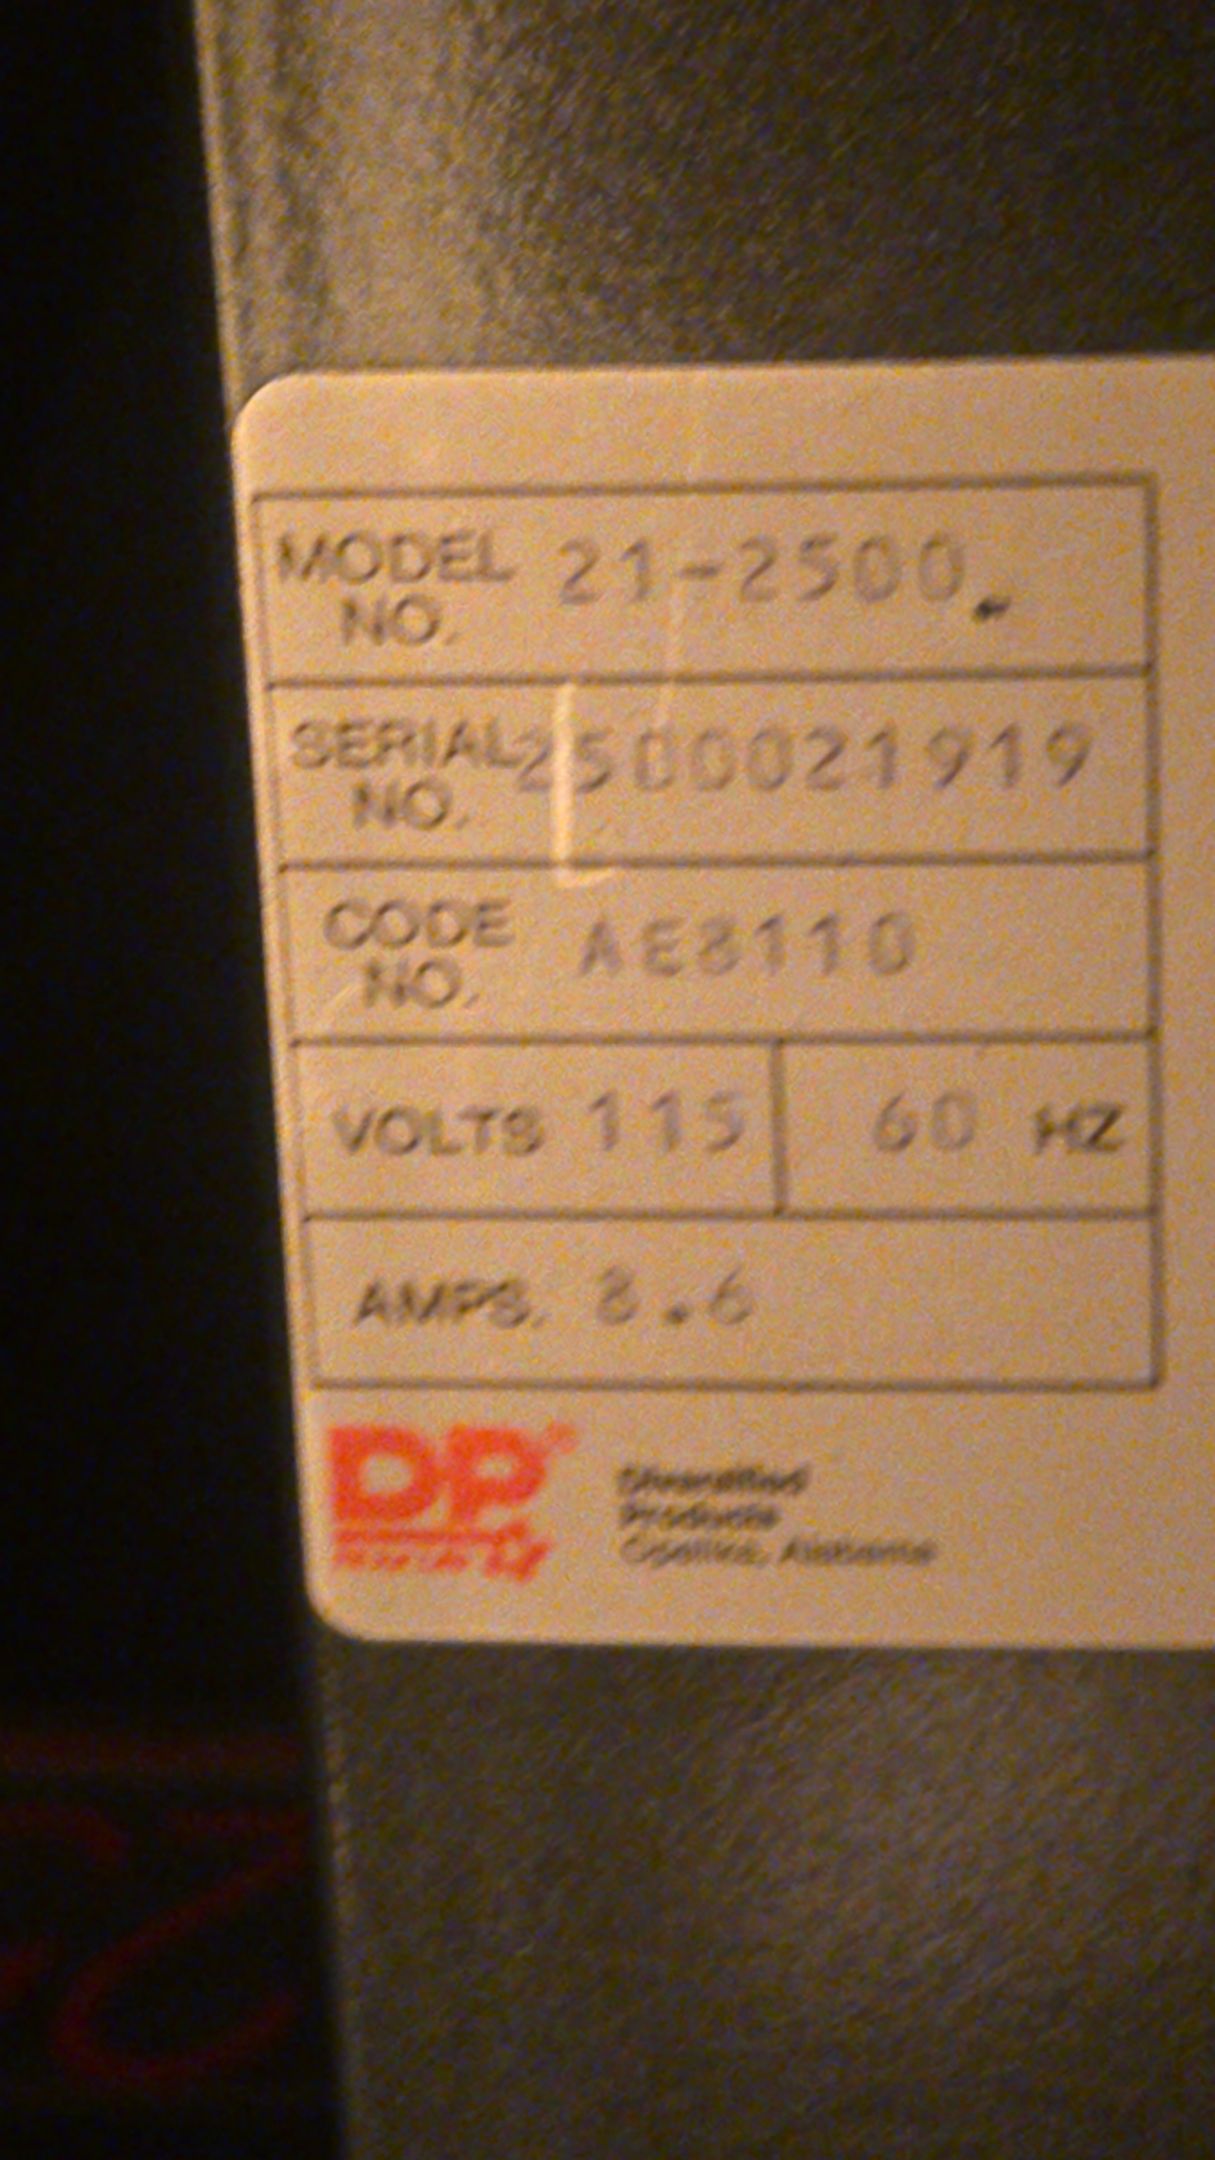 MODEL NO. 21-2500
SERIAL NO. 2500021919
CODE NO. AE8110
VOLTS 115 60 HZ
AMPS. 8.6
DP®
Diversified
Products
Opelika, Alabama